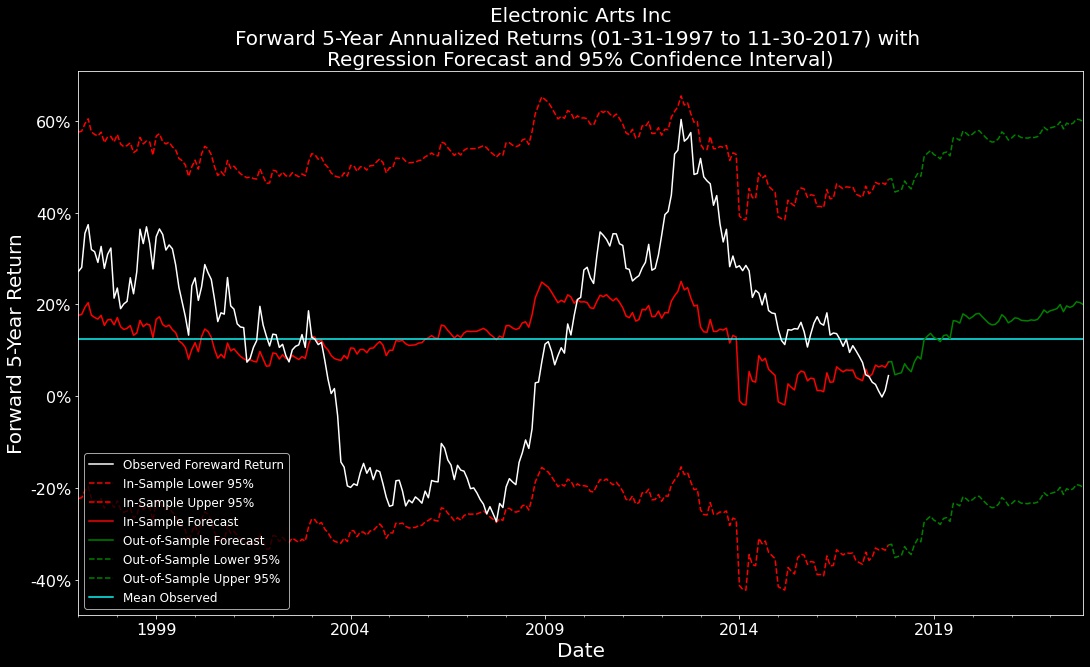 Electronic Arts Inc
Forward 5-Year Annualized Returns (01-31-1997 to 11-30-2017) with
Regression Forecast and 95% Confidence Interval)
Forward 5-Year Return
60%
40%
20%
0%
-20%
-40%
Observed Foreward Return
In-Sample Lower 95%
In-Sample Upper 95%
In-Sample Forecast
Out-of-Sample Forecast
Out-of-Sample Lower 95%
Out-of-Sample Upper 95%
Mean Observed
1999
2004
2009
2014
2019
Date